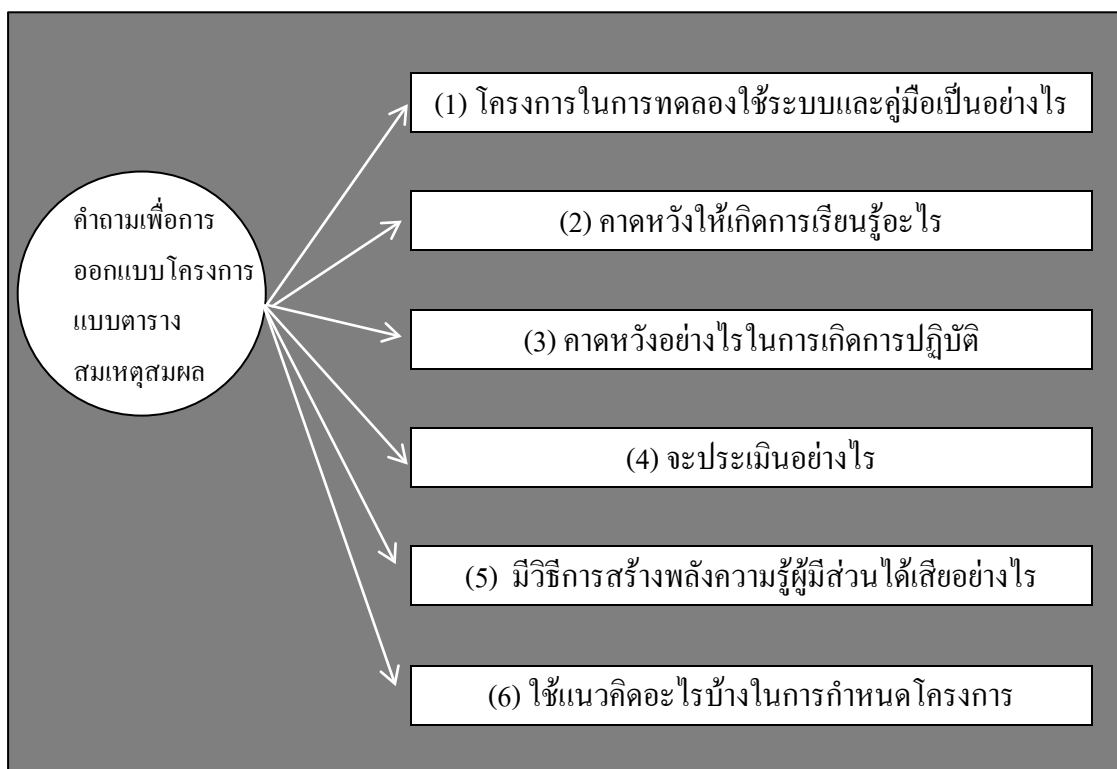 คำถามเพื่อการ
ออกแบบโครงการ
แบบตาราง
สมเหตุสมผล
(1) โครงการในการทดลองใช้ระบบและคู่มือเป็นอย่างไร
(2) คาดหวังให้เกิดการเรียนรู้อะไร
(3) คาดหวังอย่างไรในการเกิดการปฏิบัติ
(4) จะประเมินอย่างไร
(5) มีวิธีการสร้างพลังความรู้ผู้มีส่วนได้เสียอย่างไร
(6) ใช้แนวคิดอะไรบ้างในการกำหนดโครงการ